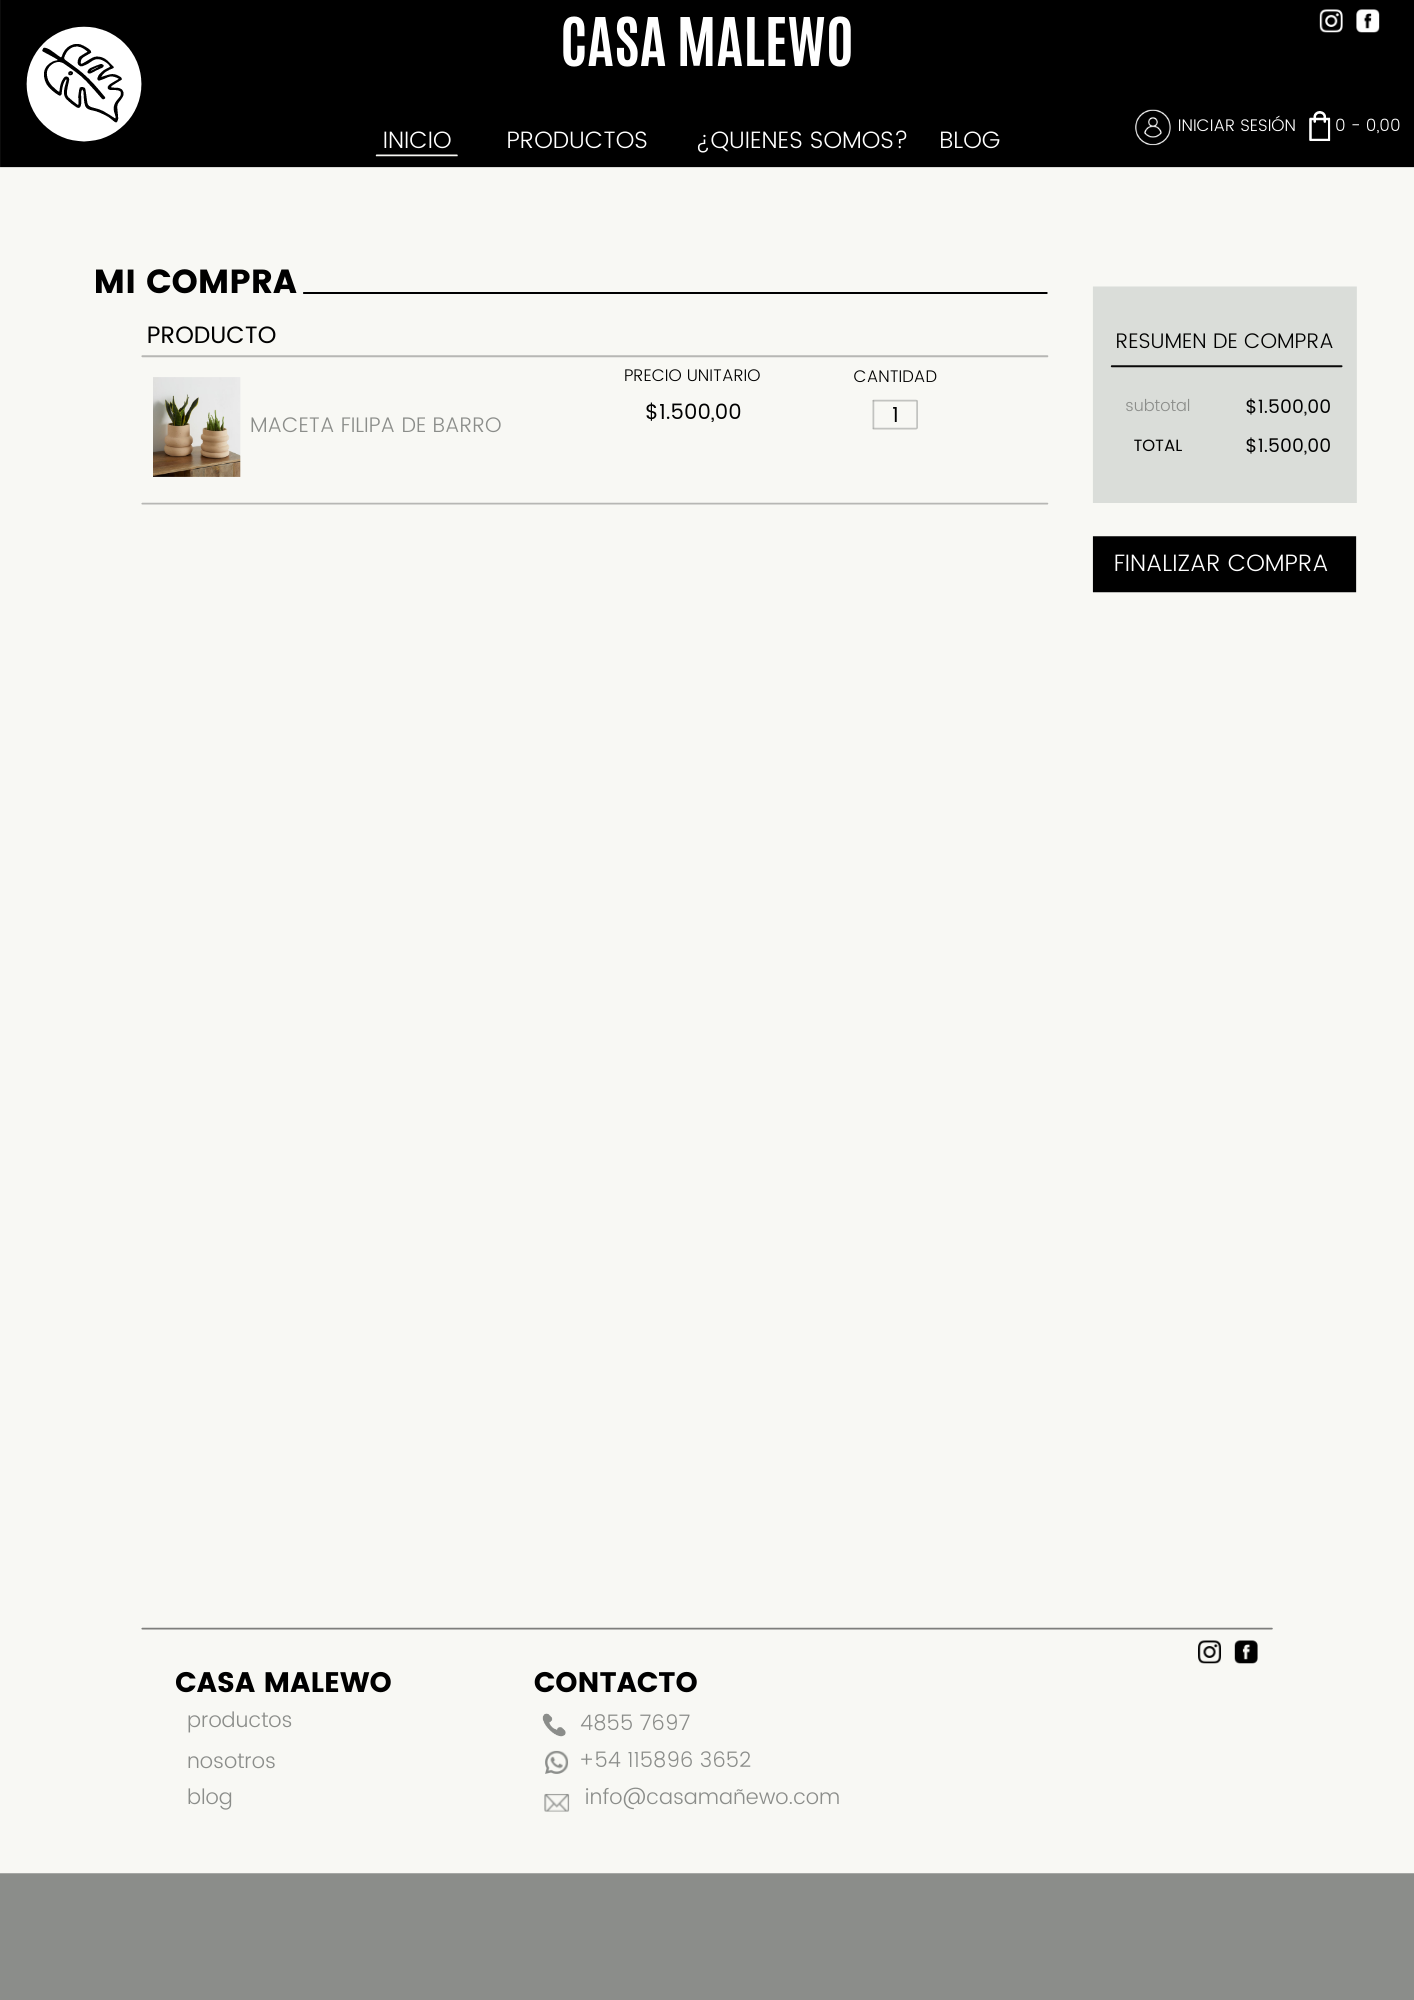 CASA MALEWO
INICIO PRODUCTOS ¿QUIENES SOMOS? BLOG
INICIAR SESIÓN 0 - 0,00
MI COMPRA
PRODUCTO
MACETA FILIPA DE BARRO
PRECIO UNITARIO
$1.500,00
CANTIDAD
1
RESUMEN DE COMPRA
subtotal $1.500,00
TOTAL $1.500,00
FINALIZAR COMPRA
CASA MALEWO
productos
nosotros
blog
CONTACTO
4855 7697
+54 115896 3652
info@casamañewo.com